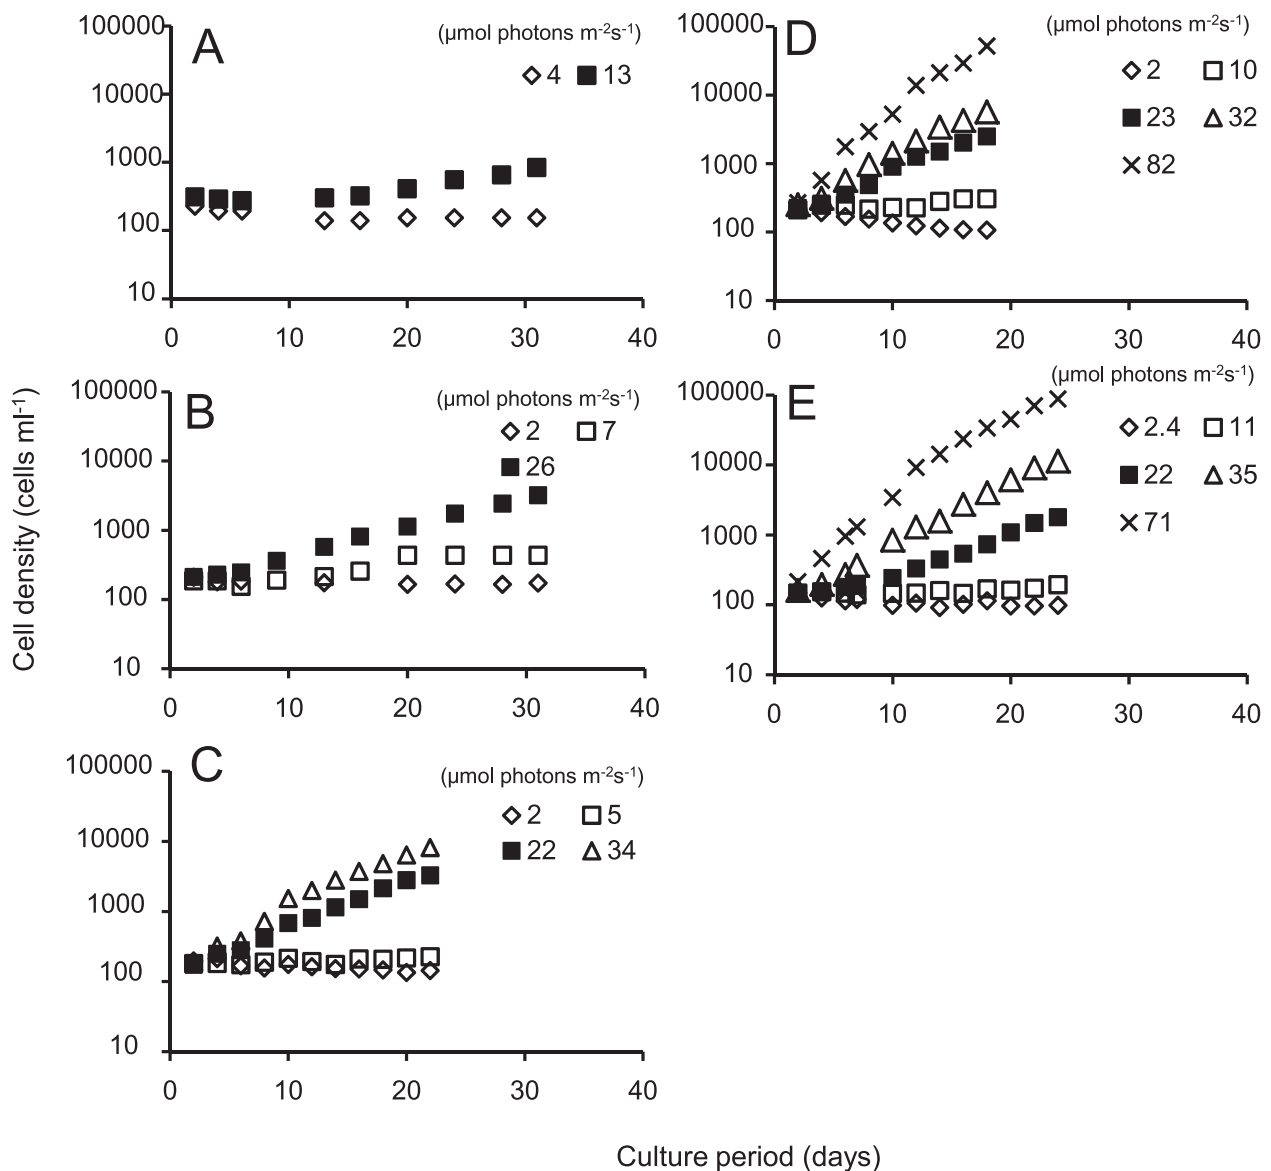 A
(µmol photons m-2s-1)
4 13
100000
10000
1000
100
10
0 10 20 30 40
B
(µmol photons m-2s-1)
2 7
26
100000
10000
1000
100
10
0 10 20 30 40
C
(µmol photons m-2s-1)
2 5
22 34
100000
10000
1000
100
10
0 10 20 30 40
D
(µmol photons m-2s-1)
2 10
23 32
82
100000
10000
1000
100
10
0 10 20 30 40
E
(µmol photons m-2s-1)
2.4 11
22 35
71
100000
10000
1000
100
10
0 10 20 30 40
Cell density (cells ml-1)
Culture period (days)